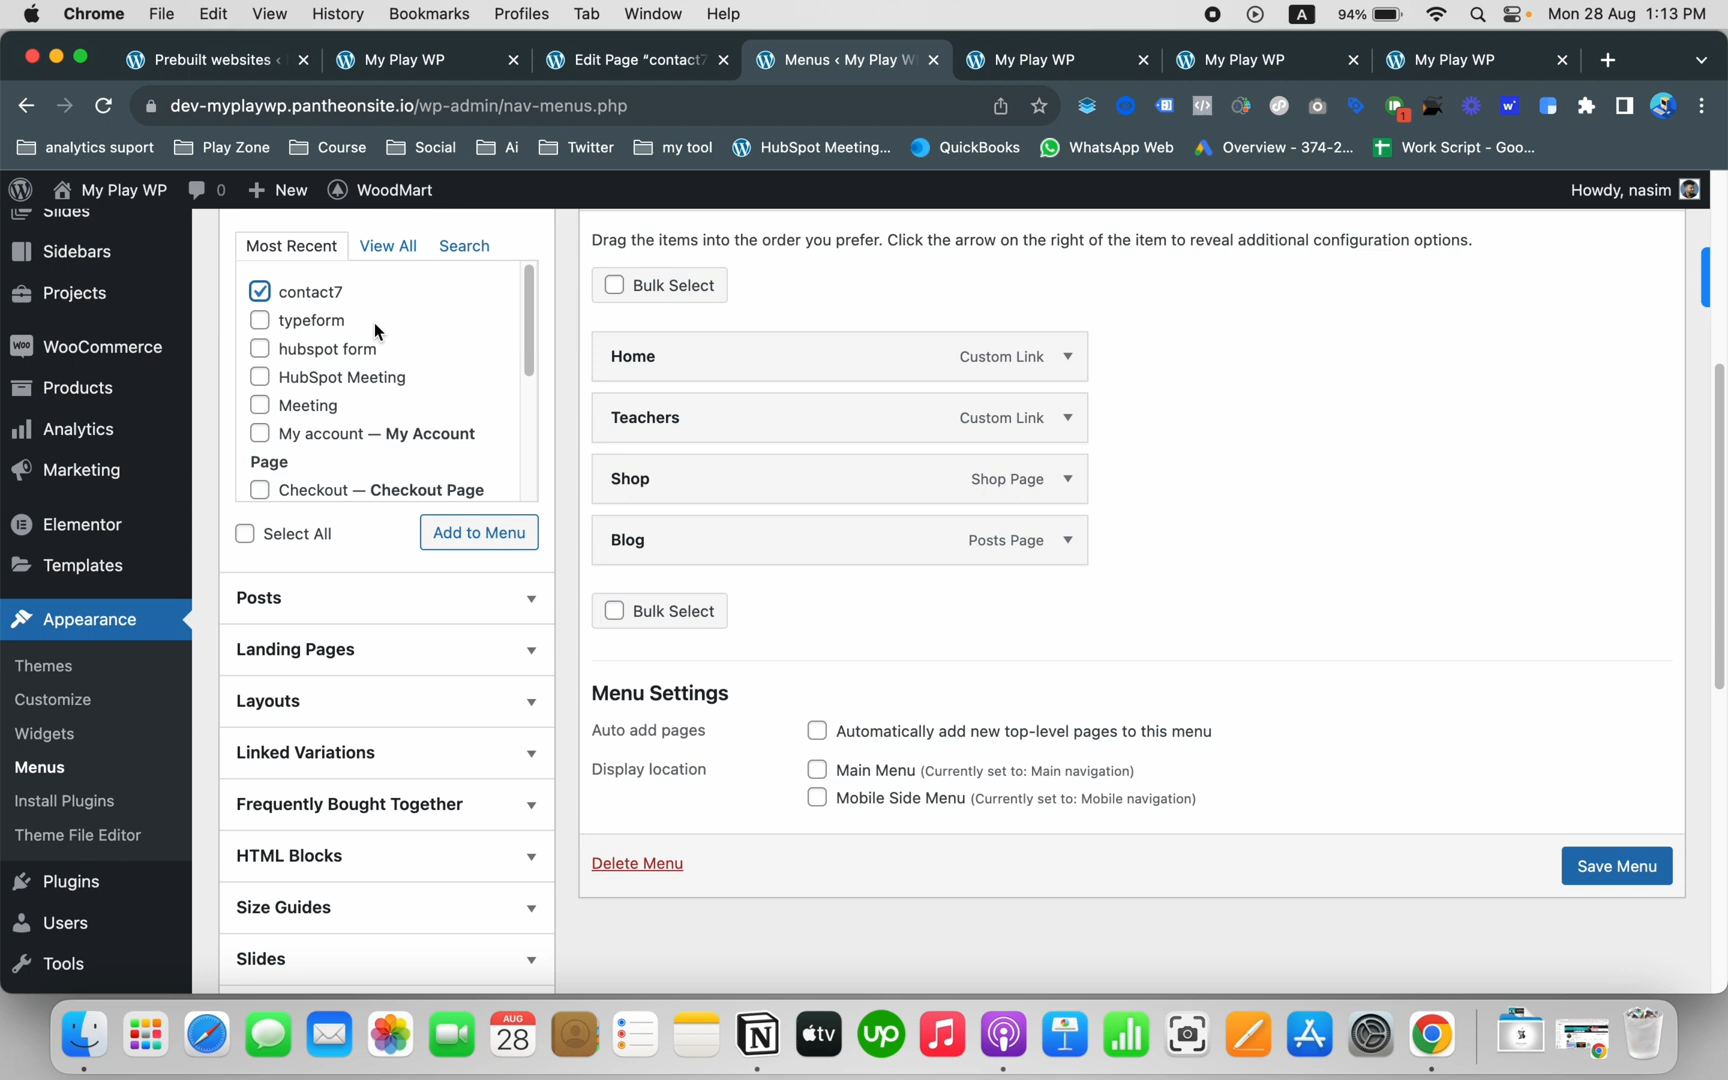 Chrome File Edit View History Bookmarks Profiles Tab Window Help A 94% Mon 28 Aug 1:13 PM
Prebuilt websites ‹ My Play WP Edit Page "contact7 Menus ‹ My Play W My Play WP My Play WP My Play WP
dev-myplaywp.pantheonsite.io/wp-admin/nav-menus.php
analytics suport Play Zone Course Social Ai Twitter my tool HubSpot Meeting... QuickBooks WhatsApp Web Overview - 374-2... Work Script - Goo...
My Play WP 0 New WoodMart Howdy, nasim
Slides
Sidebars
Projects
WooCommerce
Products
Analytics
Marketing
Elementor
Templates
Appearance
Themes
Customize
Widgets
Menus
Install Plugins
Theme File Editor
Plugins
Users
Tools
Most Recent View All Search
contact7
typeform
hubspot form
HubSpot Meeting
Meeting
My account — My Account
Page
Checkout — Checkout Page
Select All Add to Menu
Posts
Landing Pages
Layouts
Linked Variations
Frequently Bought Together
HTML Blocks
Size Guides
Slides
Drag the items into the order you prefer. Click the arrow on the right of the item to reveal additional configuration options.
Bulk Select
Home Custom Link
Teachers Custom Link
Shop Shop Page
Blog Posts Page
Bulk Select
Menu Settings
Auto add pages Automatically add new top-level pages to this menu
Display location Main Menu (Currently set to: Main navigation)
Mobile Side Menu (Currently set to: Mobile navigation)
Delete Menu Save Menu
AUG
28
tv
up